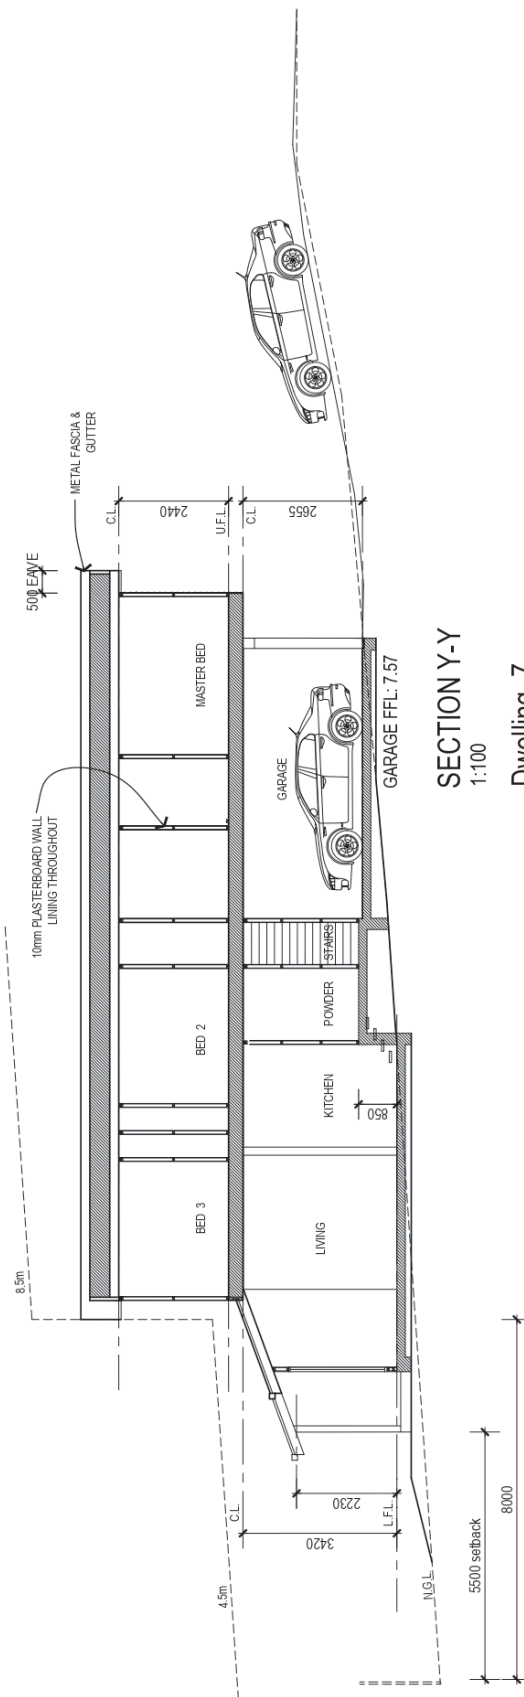 METAL FASCIA &
GUTTER
500 EAVE
10mm PLASTERBOARD WALL
LINING THROUGHOUT
8.5m
4.5m
C.L.
2440
U.F.L.
C.L.
2655
BED 3
BED 2
MASTER BED
LIVING
KITCHEN
POWDER
STAIRS
GARAGE
850
C.L.
3420
2230
L.F.L.
N.G.L.
GARAGE FFL: 7.57
5500 setback
8000
SECTION Y-Y
1:100
Dwelling 7